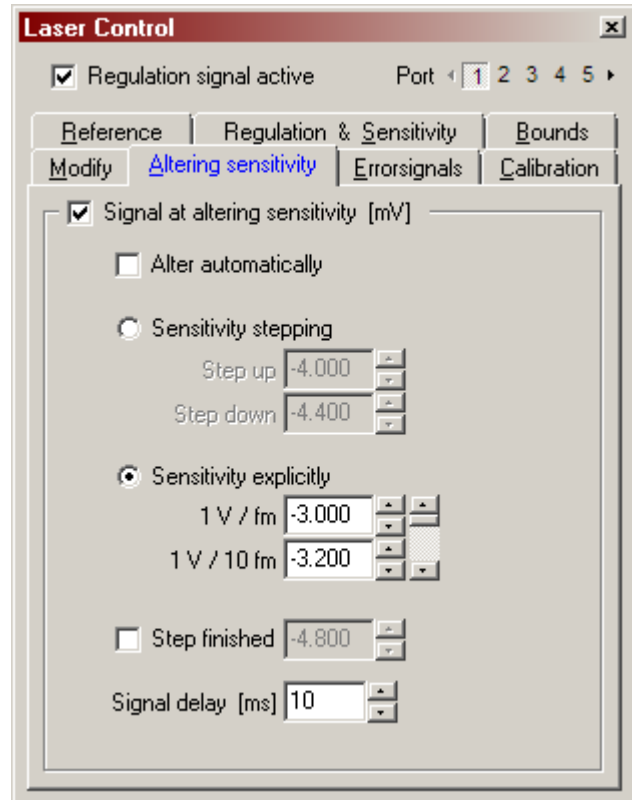 Laser Control
Regulation signal active Port 1 2 3 4 5
Reference Regulation & Sensitivity Bounds
Modify Altering sensitivity Errorsignals Calibration
Signal at altering sensitivity [mV]
Alter automatically
Sensitivity stepping
Step up -4.000
Step down -4.400
Sensitivity explicitly
1 V / fm -3.000
1 V / 10 fm -3.200
Step finished -4.800
Signal delay [ms] 10